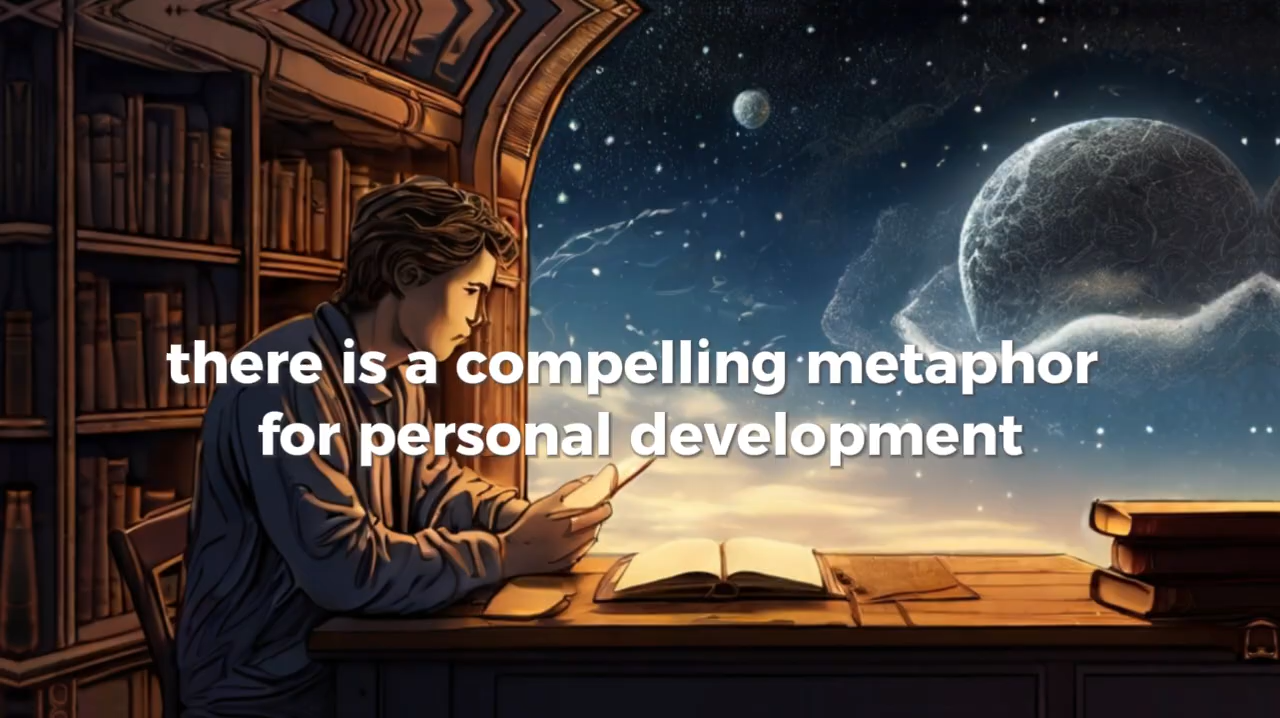 there is a compelling metaphor
for personal development